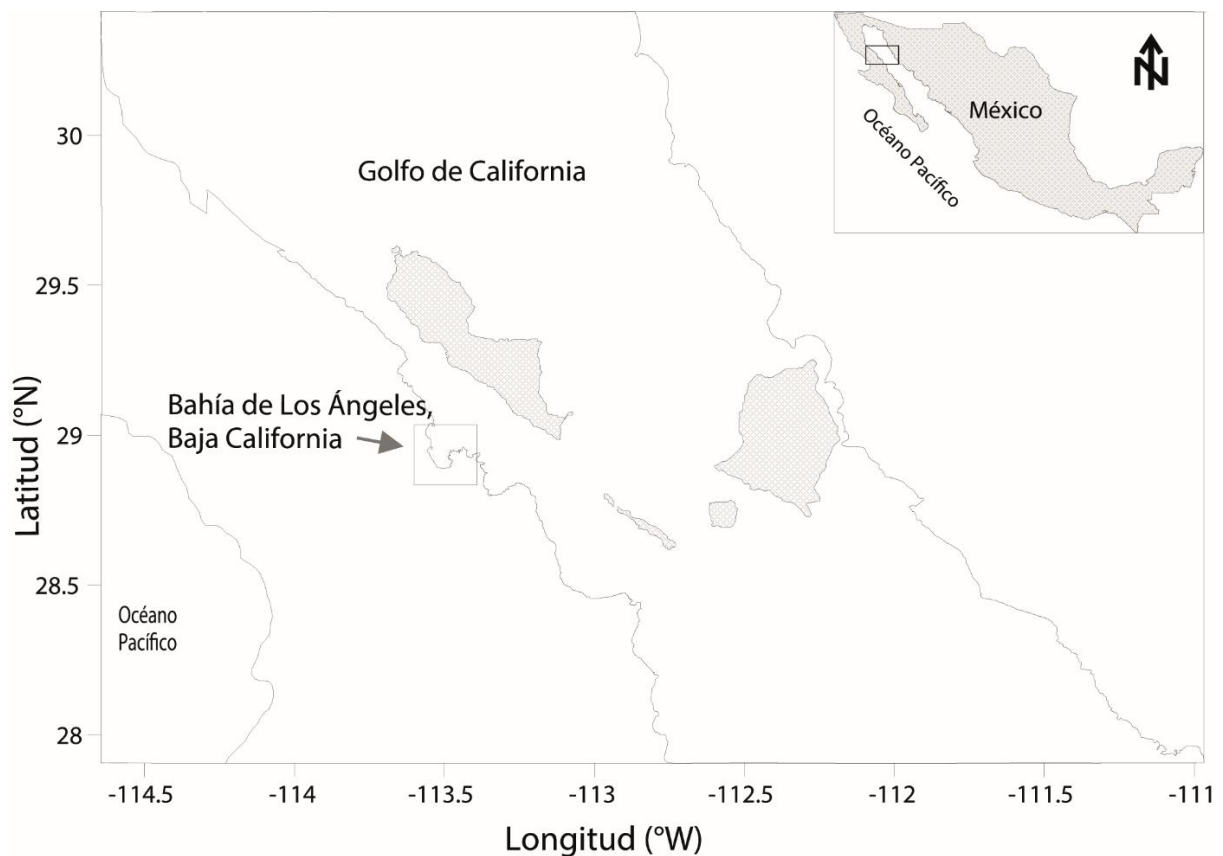 México
Océano Pacífico
N
Golfo de California
Bahía de Los Ángeles,
Baja California
Océano
Pacífico
Latitud (°N)
30
29.5
29
28.5
28
-114.5
-114
-113.5
-113
-112.5
-112
-111.5
-111
Longitud (°W)